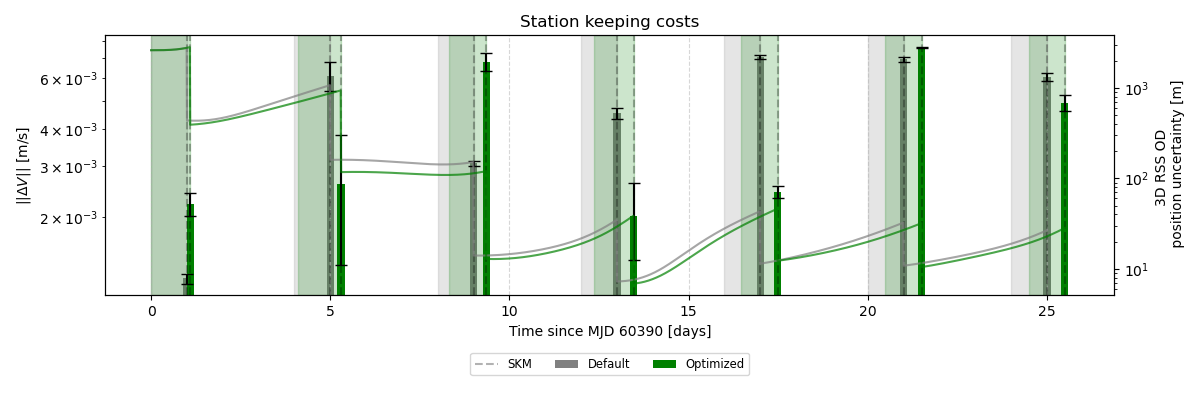 Station keeping costs
||ΔV|| [m/s]
6 × 10⁻³
4 × 10⁻³
3 × 10⁻³
2 × 10⁻³
10³
10²
10¹
3D RSS OD
position uncertainty [m]
0 5 10 15 20 25
Time since MJD 60390 [days]
SKM Default Optimized